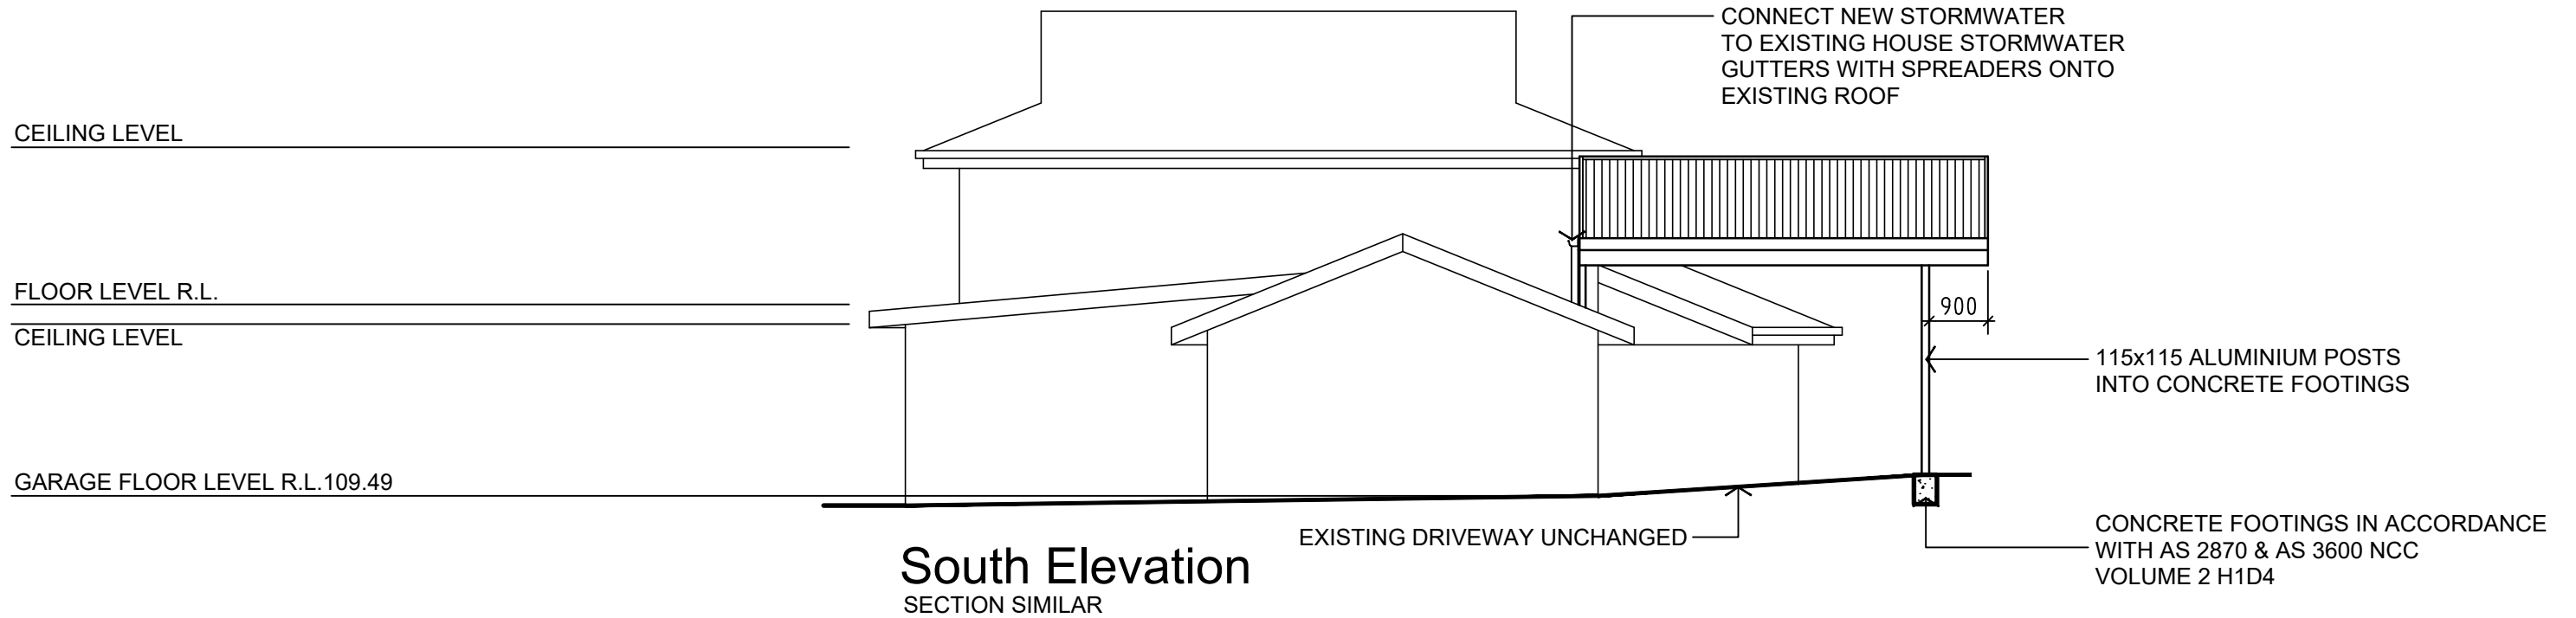 CONNECT NEW STORMWATER
TO EXISTING HOUSE STORMWATER
GUTTERS WITH SPREADERS ONTO
EXISTING ROOF
CEILING LEVEL
FLOOR LEVEL R.L.
CEILING LEVEL
900
115x115 ALUMINIUM POSTS
INTO CONCRETE FOOTINGS
GARAGE FLOOR LEVEL R.L.109.49
EXISTING DRIVEWAY UNCHANGED
CONCRETE FOOTINGS IN ACCORDANCE
WITH AS 2870 & AS 3600 NCC
VOLUME 2 H1D4
South Elevation
SECTION SIMILAR